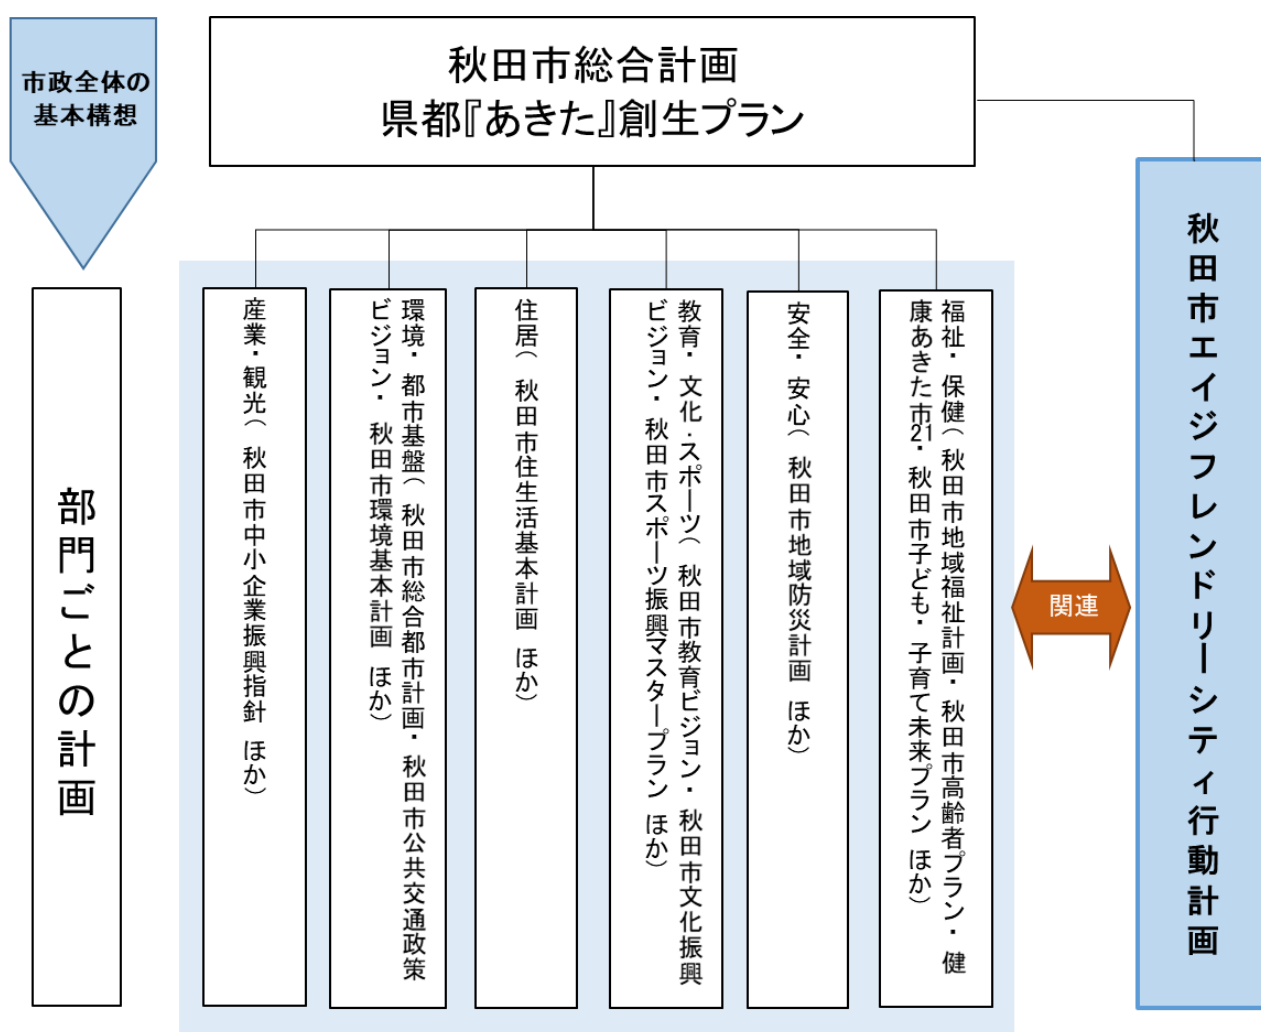 市政全体の
基本構想
秋田市総合計画
県都『あきた』創生プラン
部門ごとの計画
産業・観光（秋田市中小企業振興指針 ほか）
環境・都市基盤（秋田市総合都市計画・秋田市公共交通政策
ビジョン・秋田市環境基本計画 ほか）
住居（秋田市住生活基本計画 ほか）
教育・文化・スポーツ（秋田市教育ビジョン・秋田市文化振興
ビジョン・秋田市スポーツ振興マスタープラン ほか）
安全・安心（秋田市地域防災計画 ほか）
福祉・保健（秋田市地域福祉計画・秋田市高齢者プラン・健
康あきた市21・秋田市子ども・子育て未来プラン ほか）
関連
秋田市エイジフレンドリーシティ行動計画